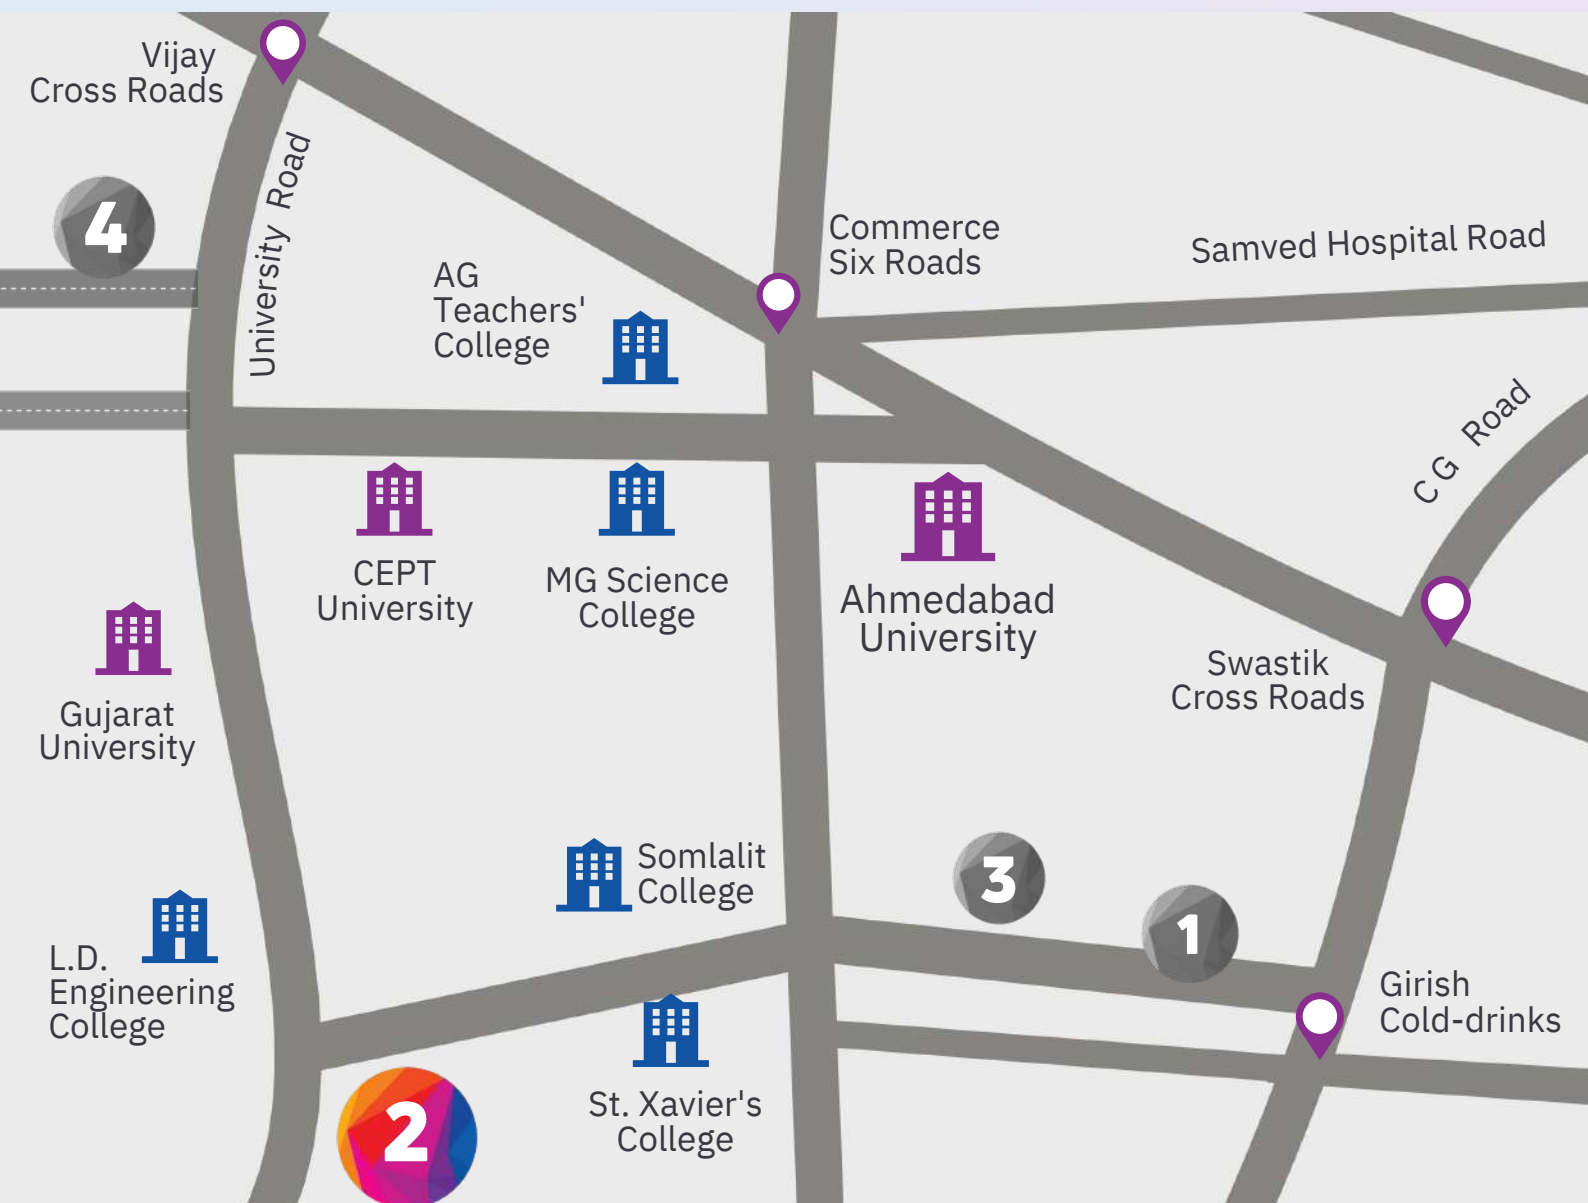 Vijay
Cross Roads
University Road
4
Commerce
Six Roads
Samved Hospital Road
AG
Teachers'
College
C G Road
CEPT
University
MG Science
College
Ahmedabad
University
Swastik
Cross Roads
Gujarat
University
Somlalit
College
3
1
L.D.
Engineering
College
Girish
Cold-drinks
St. Xavier's
College
2